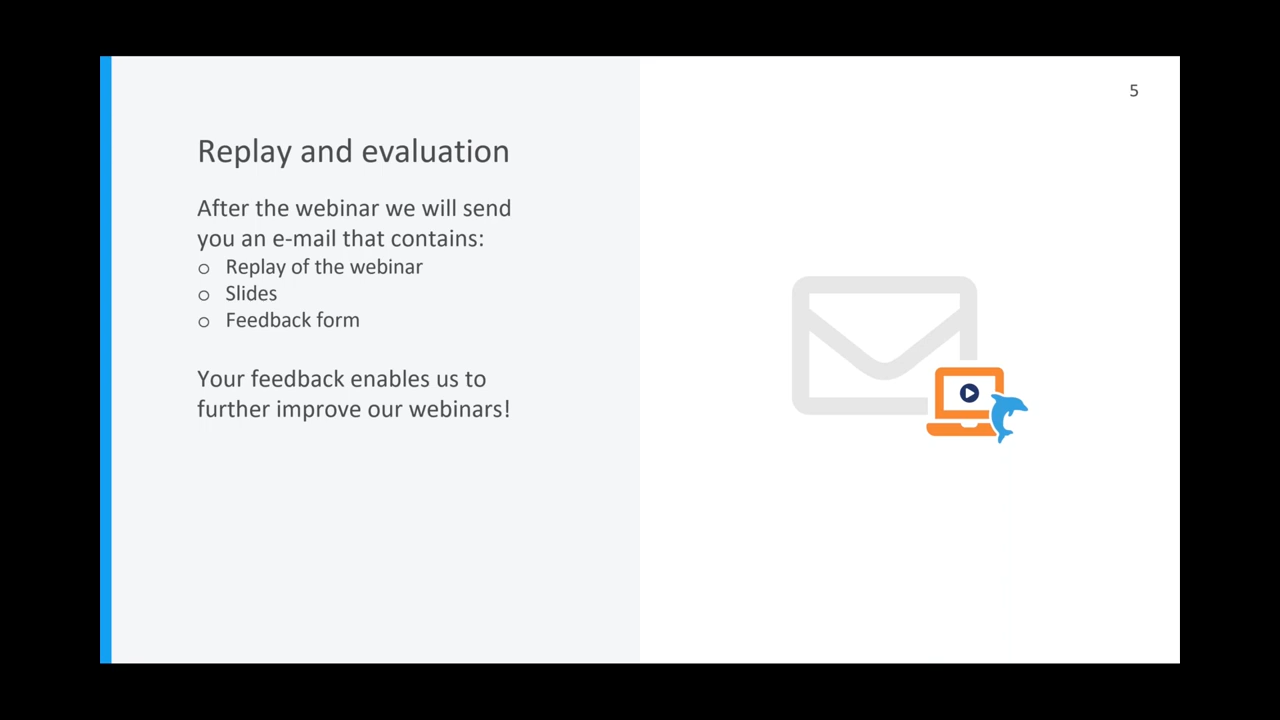 5
Replay and evaluation
After the webinar we will send
you an e-mail that contains:
o Replay of the webinar
o Slides
o Feedback form
Your feedback enables us to
further improve our webinars!